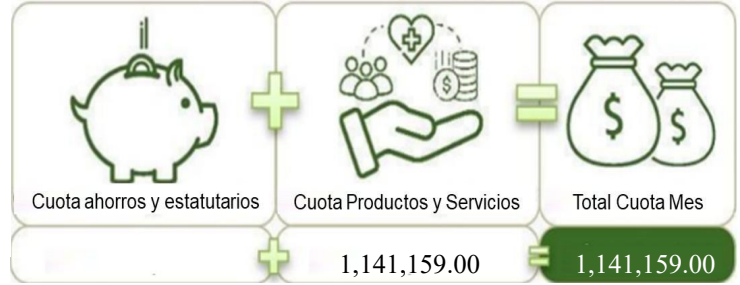 Cuota ahorros y estatutarios Cuota Productos y Servicios Total Cuota Mes
1,141,159.00 1,141,159.00